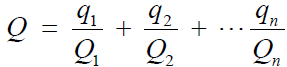 Q = q₁/Q₁ + q₂/Q₂ + ⋯ qₙ/Qₙ